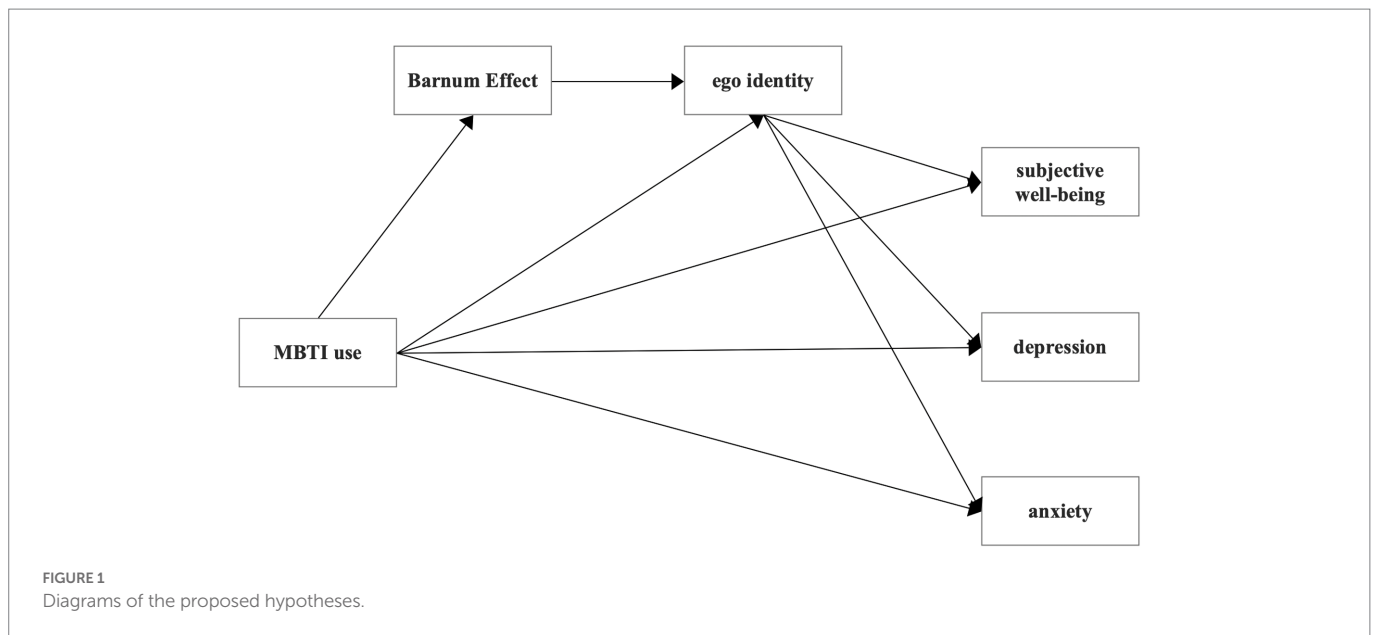 Barnum Effect
ego identity
subjective
well-being
MBTI use
depression
anxiety
FIGURE 1
Diagrams of the proposed hypotheses.